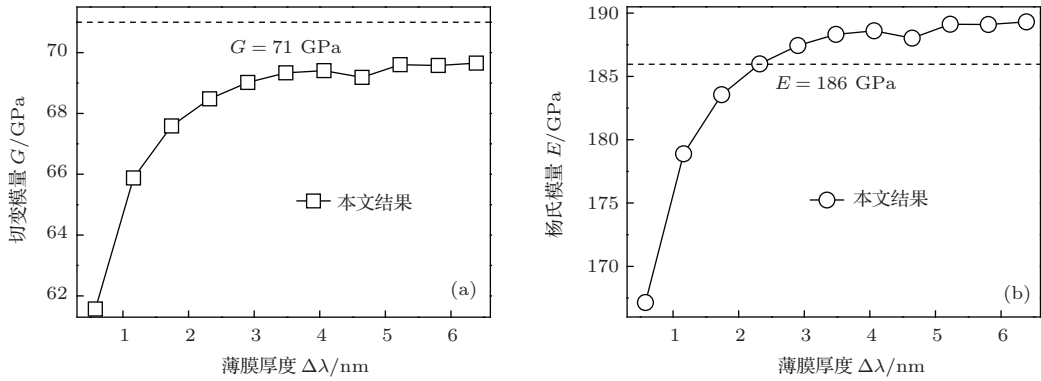 70
68
66
64
62
切变模量 G/GPa
G = 71 GPa
本文结果
(a)
1 2 3 4 5 6
薄膜厚度 Δλ/nm
190
185
180
175
170
杨氏模量 E/GPa
E = 186 GPa
本文结果
(b)
1 2 3 4 5 6
薄膜厚度 Δλ/nm